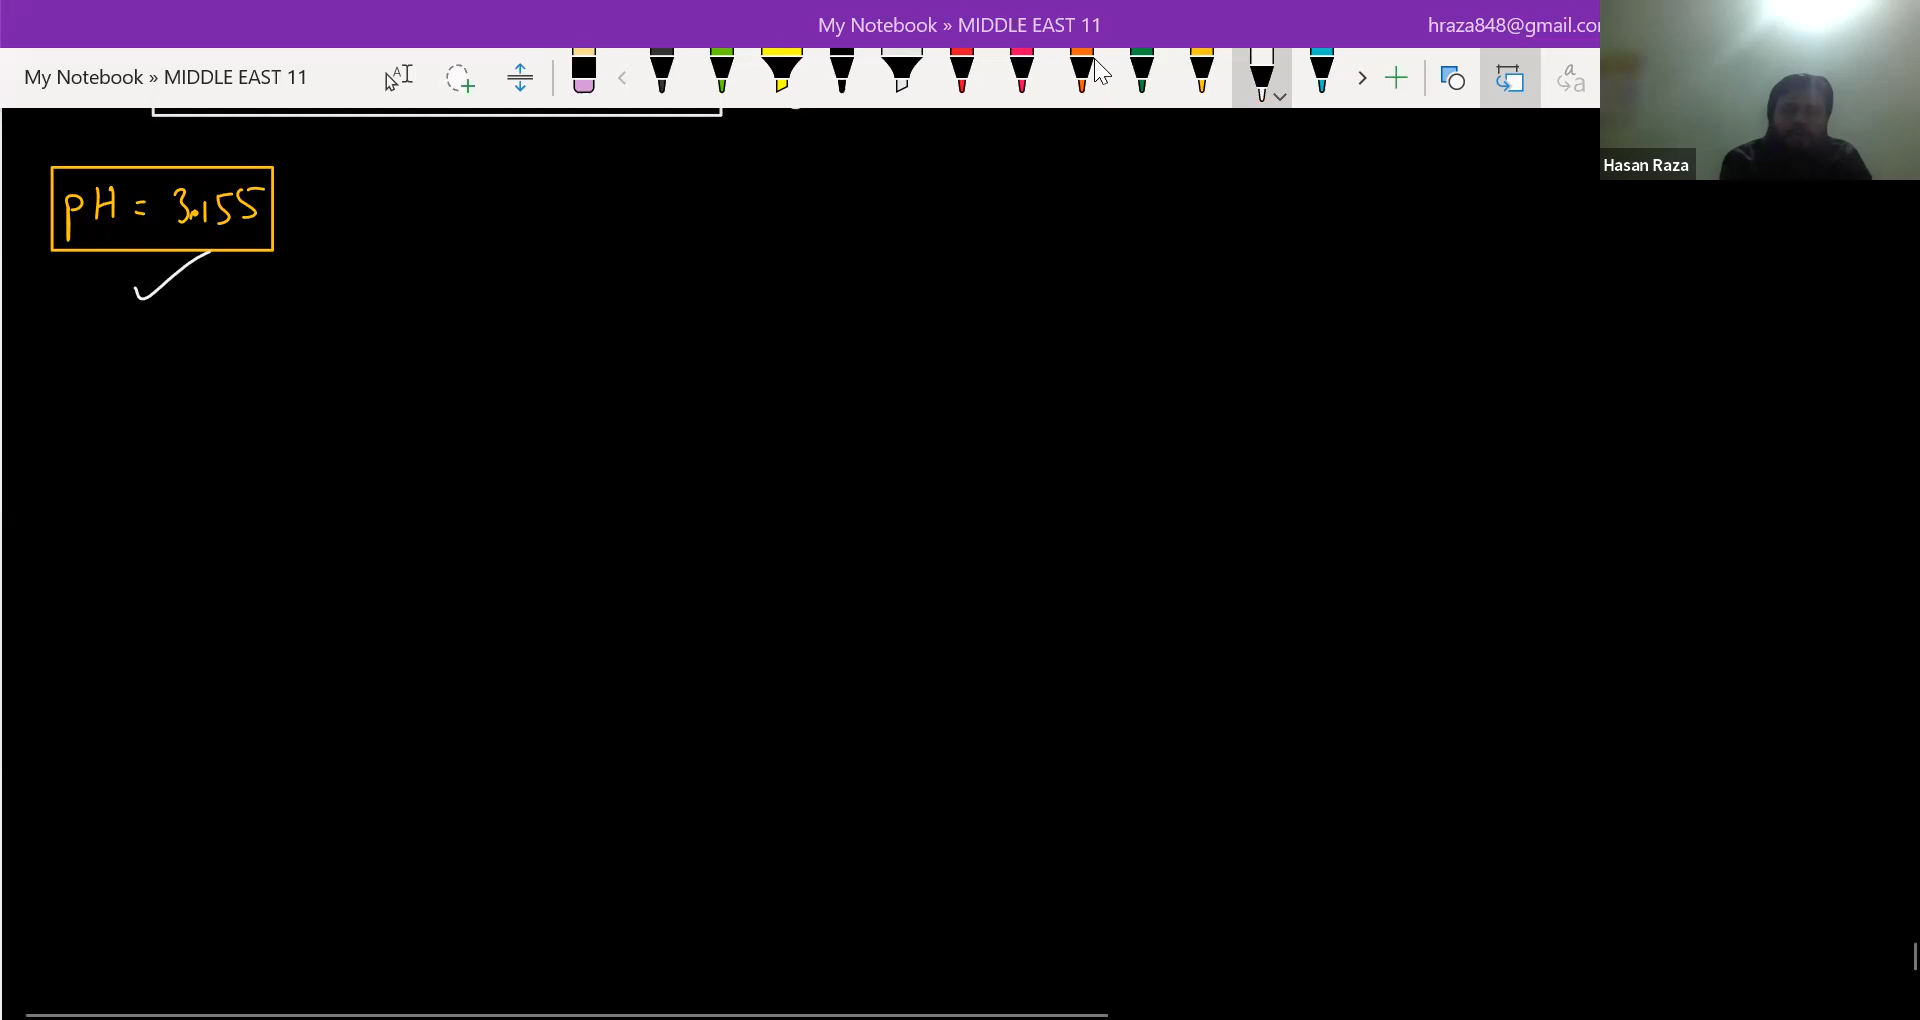 My Notebook » MIDDLE EAST 11
hraza848@gmail.co
My Notebook » MIDDLE EAST 11
Hasan Raza
pH = 3.155